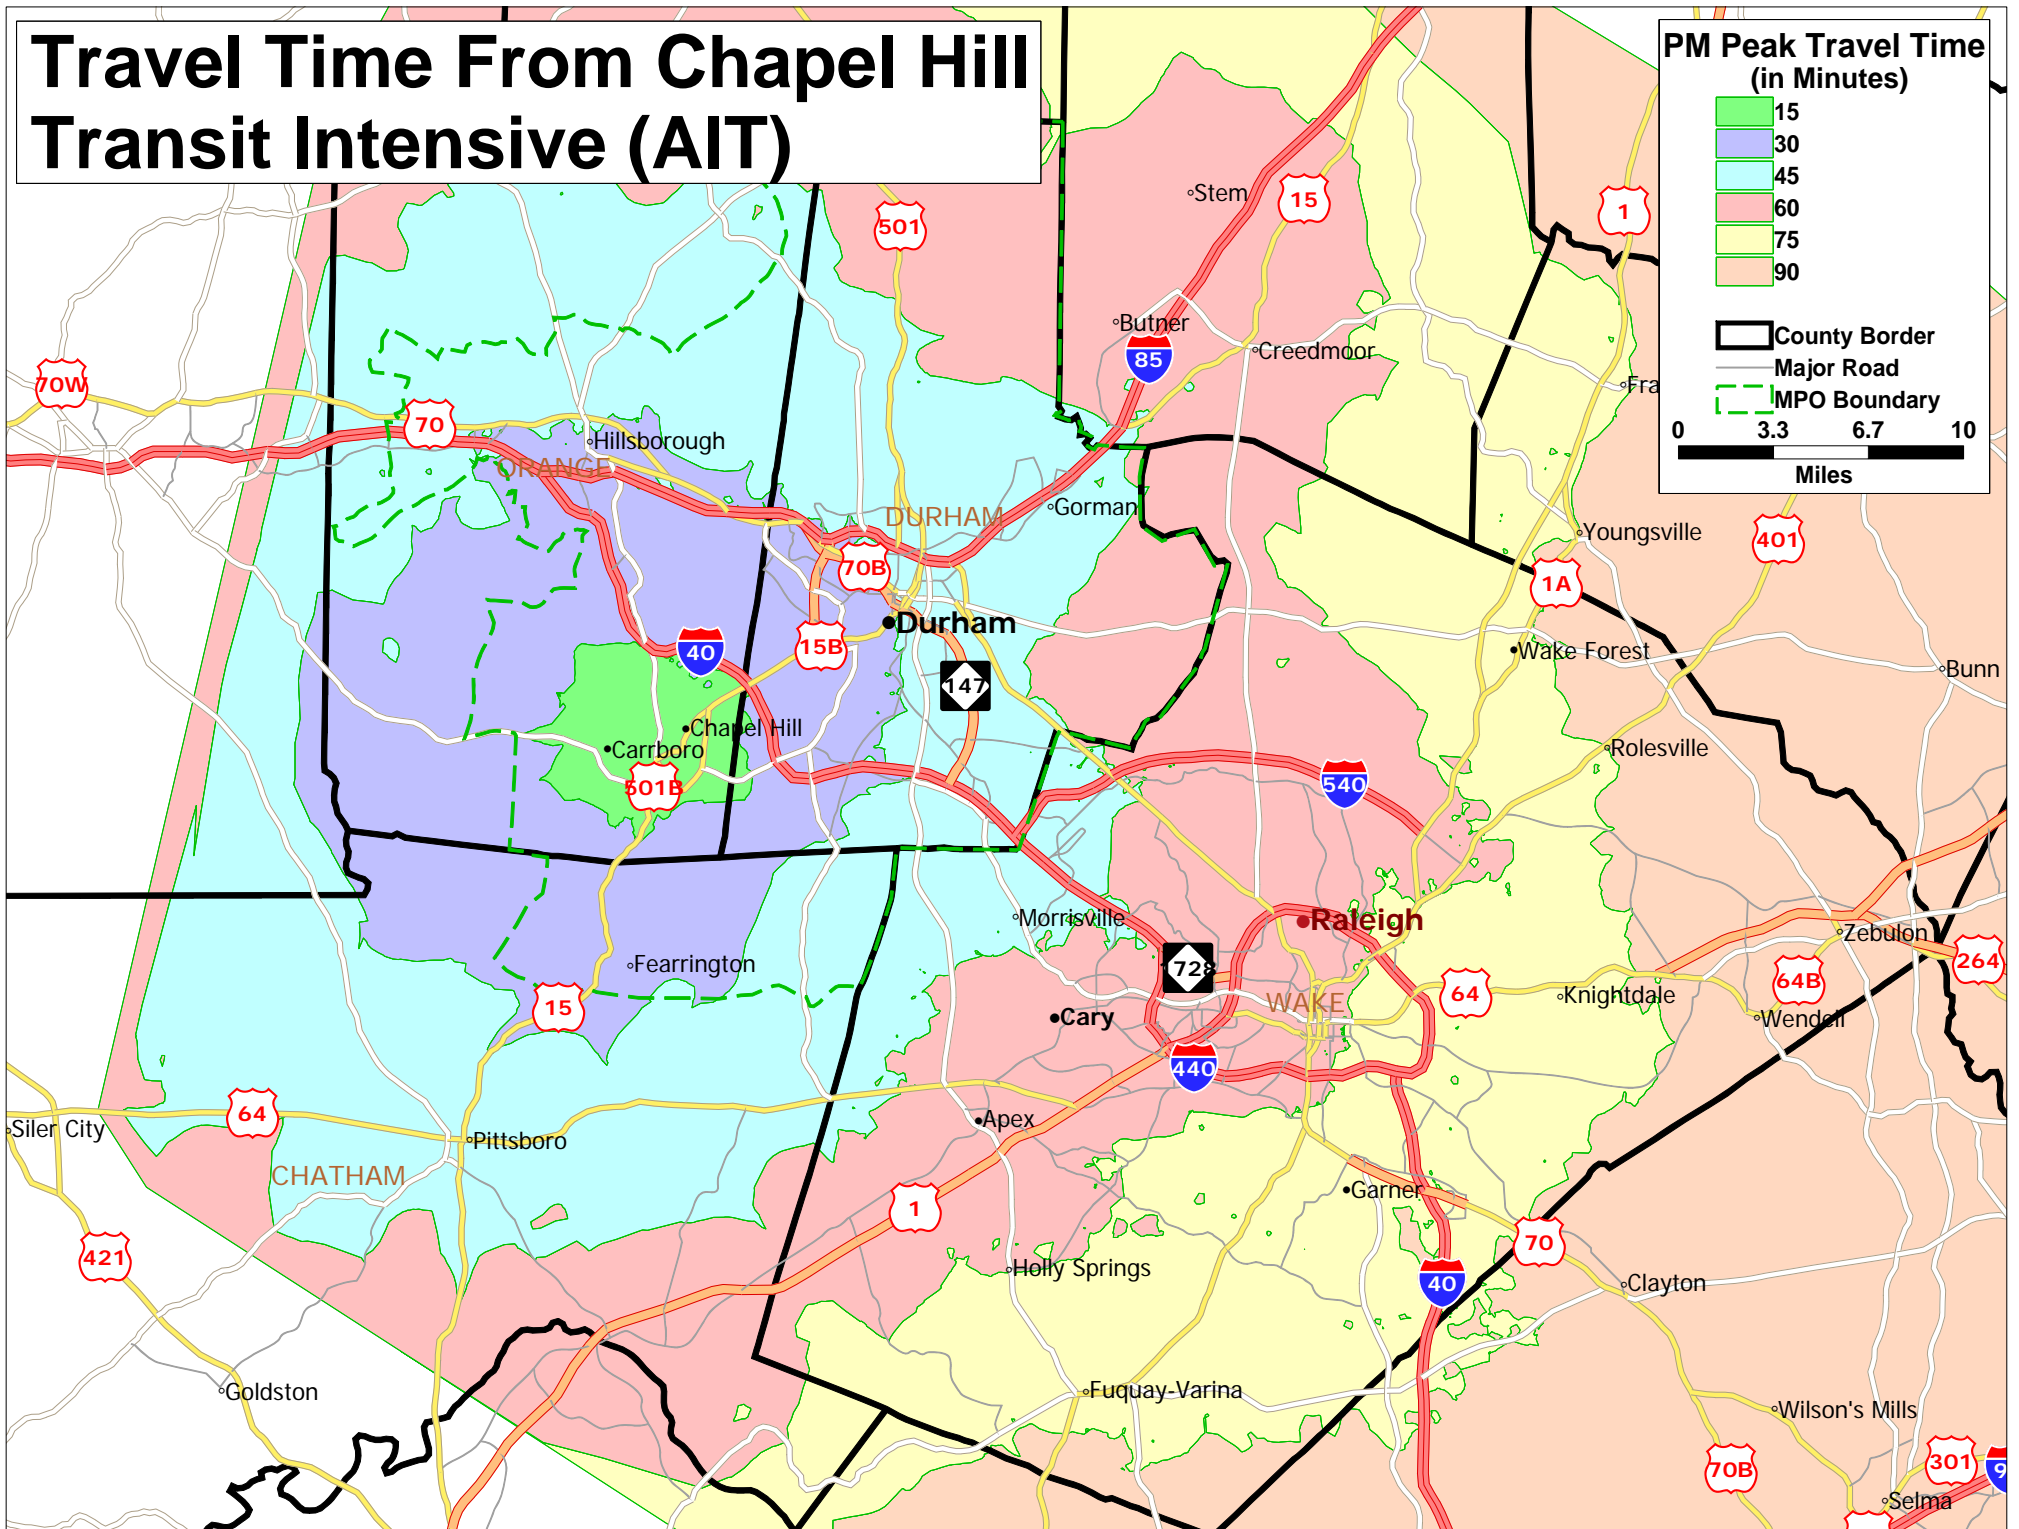 Travel Time From Chapel Hill
Transit Intensive (AIT)
PM Peak Travel Time
(in Minutes)
15
30
45
60
75
90
County Border
Major Road
MPO Boundary
0 3.3 6.7 10
Miles
501
Stem
15
1
Butner
85
Creedmoor
70W
70
Fra
Hillsborough
ORANGE
DURHAM
Gorman
Youngsville
401
70B
1A
Durham
15B
40
Wake Forest
Bunn
147
Chapel Hill
Carrboro
Rolesville
501B
540
Morrisville
Raleigh
Zebulon
Fearrington
1728
264
64B
15
64
Knightdale
WAKE
Cary
Wendell
440
64
Siler City
Apex
Pittsboro
CHATHAM
Garner
1
421
70
Holly Springs
40
Clayton
Goldston
Fuquay-Varina
Wilson's Mills
70B
301
9
Selma